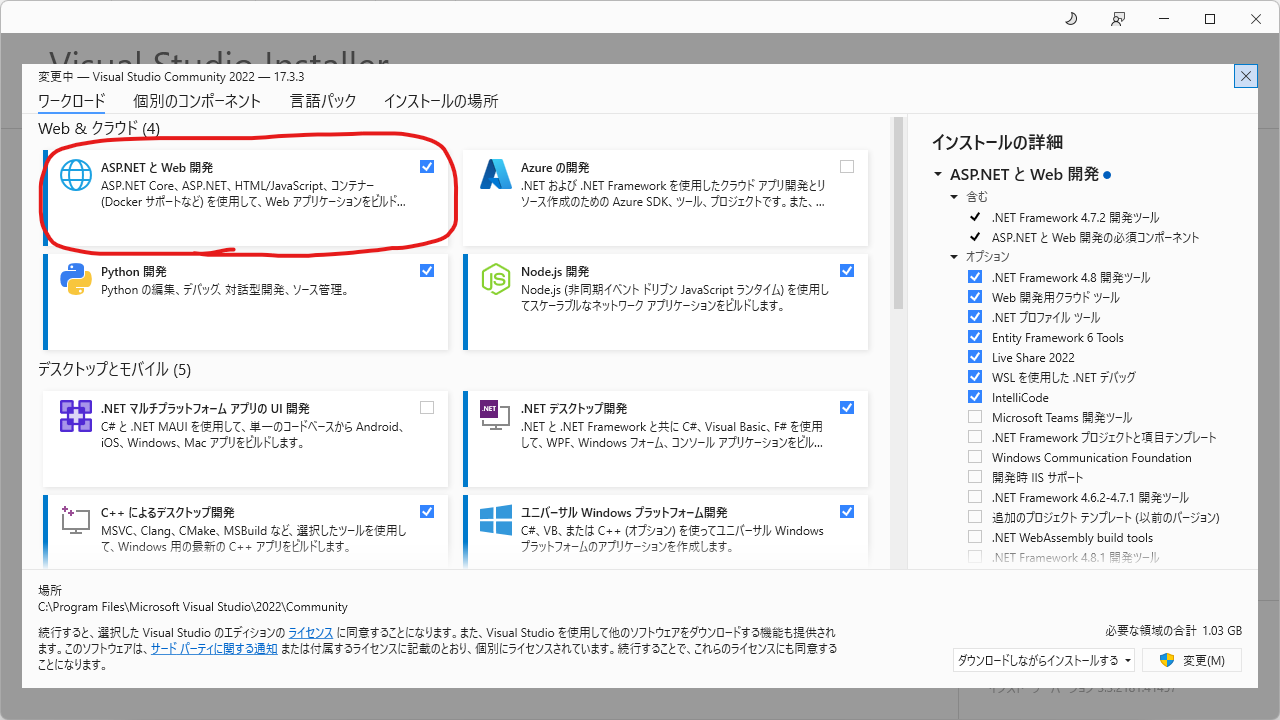 Visual Studio Installer
変更中 — Visual Studio Community 2022 — 17.3.3
ワークロード 個別のコンポーネント 言語パック インストールの場所
Web & クラウド (4)
ASP.NET と Web 開発
ASP.NET Core、ASP.NET、HTML/JavaScript、コンテナー
(Docker サポートなど) を使用して、Web アプリケーションをビルド...
Azure の開発
.NET および .NET Framework を使用したクラウド アプリ開発とリ
ソース作成のための Azure SDK、ツール、プロジェクトです。また、...
Python 開発
Python の編集、デバッグ、対話型開発、ソース管理。
Node.js 開発
Node.js (非同期イベント ドリブン JavaScript ランタイム) を使用し
てスケーラブルなネットワーク アプリケーションをビルドします。
デスクトップとモバイル (5)
.NET マルチプラットフォーム アプリの UI 開発
C# と .NET MAUI を使用して、単一のコードベースから Android、
iOS、Windows、Mac アプリをビルドします。
.NET
.NET デスクトップ開発
.NET と .NET Framework と共に C#、Visual Basic、F# を使用
して、WPF、Windows フォーム、コンソール アプリケーションをビル...
C++ によるデスクトップ開発
MSVC、Clang、CMake、MSBuild など、選択したツールを使用し
て、Windows 用の最新の C++ アプリをビルドします。
ユニバーサル Windows プラットフォーム開発
C#、VB、または C++ (オプション) を使ってユニバーサル Windows
プラットフォームのアプリケーションを作成します。
インストールの詳細
ASP.NET と Web 開発
含む
.NET Framework 4.7.2 開発ツール
ASP.NET と Web 開発の必須コンポーネント
オプション
.NET Framework 4.8 開発ツール
Web 開発用クラウド ツール
.NET プロファイル ツール
Entity Framework 6 Tools
Live Share 2022
WSL を使用した .NET デバッグ
IntelliCode
Microsoft Teams 開発ツール
.NET Framework プロジェクトと項目テンプレート
Windows Communication Foundation
開発時 IIS サポート
.NET Framework 4.6.2-4.7.1 開発ツール
追加のプロジェクト テンプレート (以前のバージョン)
.NET WebAssembly build tools
.NET Framework 4.8.1 開発ツール
場所
C:\Program Files\Microsoft Visual Studio\2022\Community
続行すると、選択した Visual Studio のエディションの ライセンス に同意することになります。また、Visual Studio を使用して他のソフトウェアをダウンロードする機能も提供されま
す。このソフトウェアは、サード パーティに関する通知 または付属するライセンスに記載のとおり、個別にライセンスされています。続行することで、これらのライセンスにも同意する
ことになります。
必要な領域の合計 1.03 GB
ダウンロードしながらインストールする 変更(M)